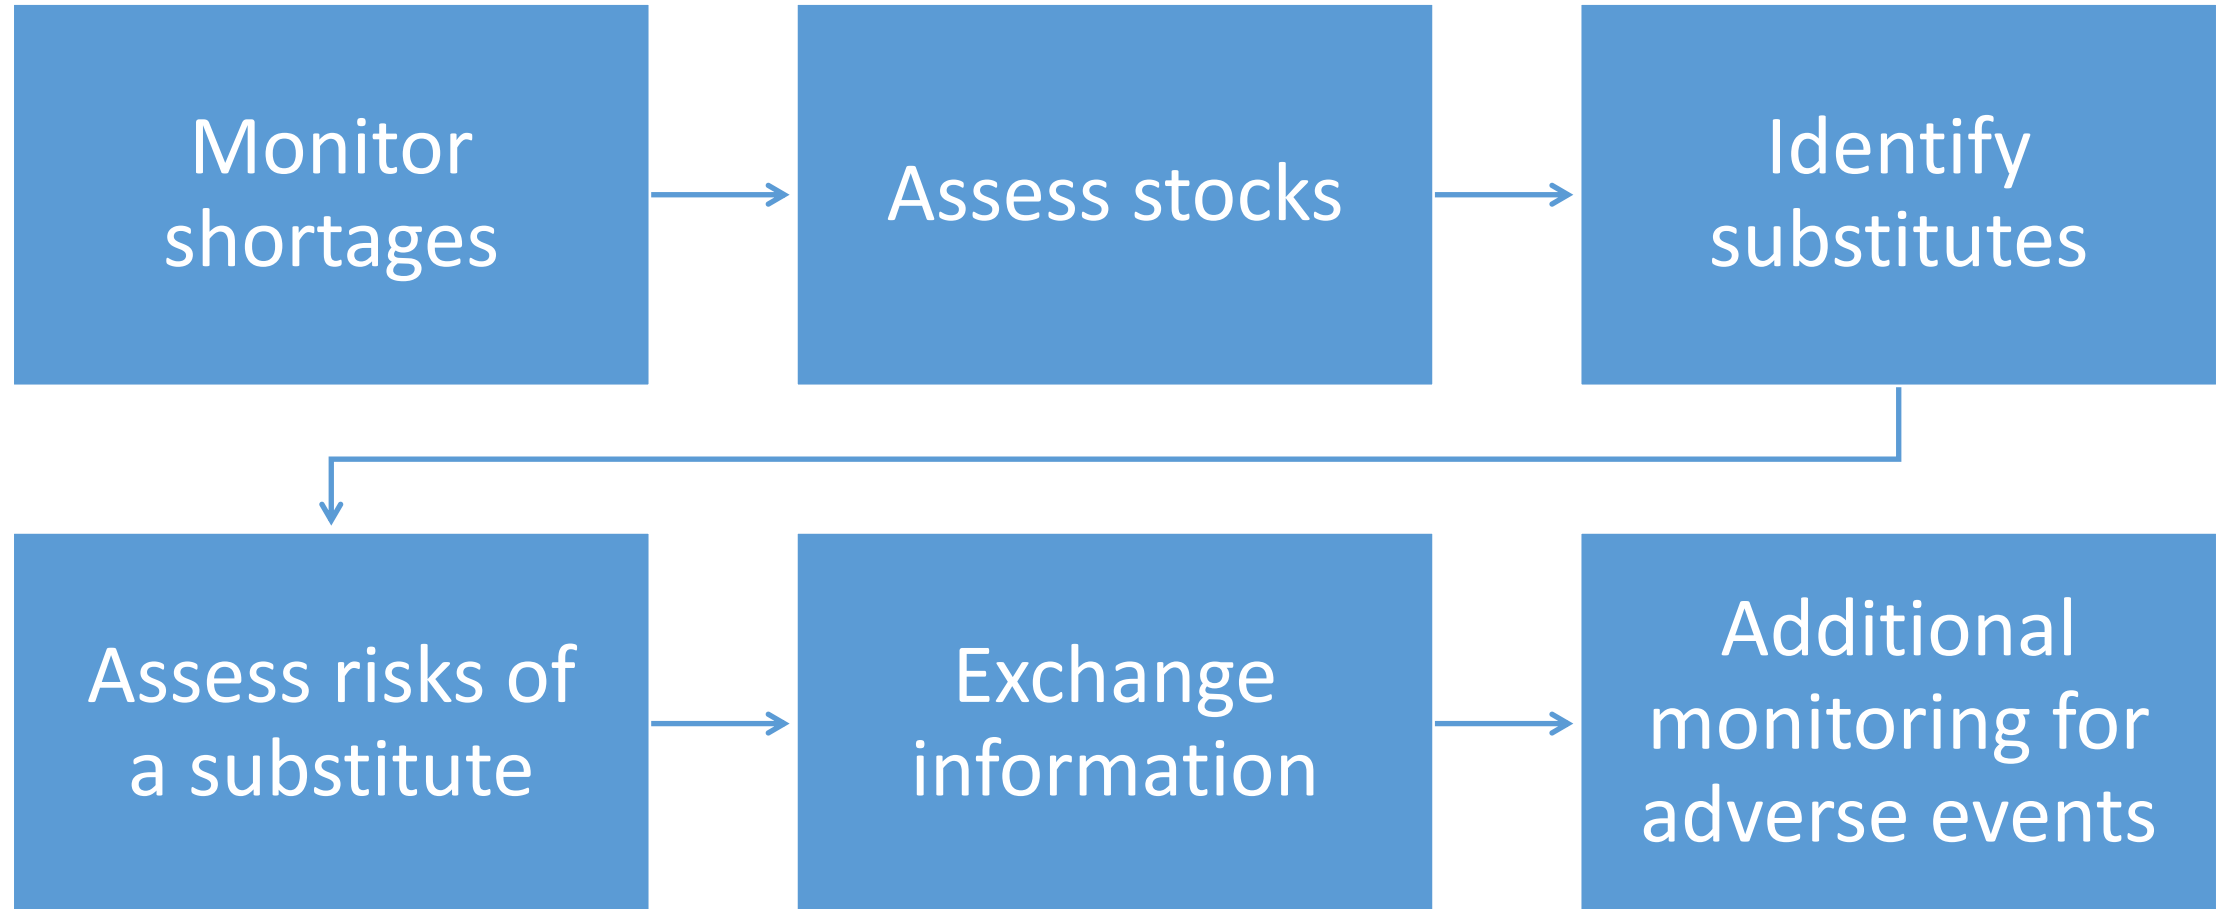 Monitor
shortages
Assess stocks
Identify
substitutes
Assess risks of
a substitute
Exchange
information
Additional
monitoring for
adverse events